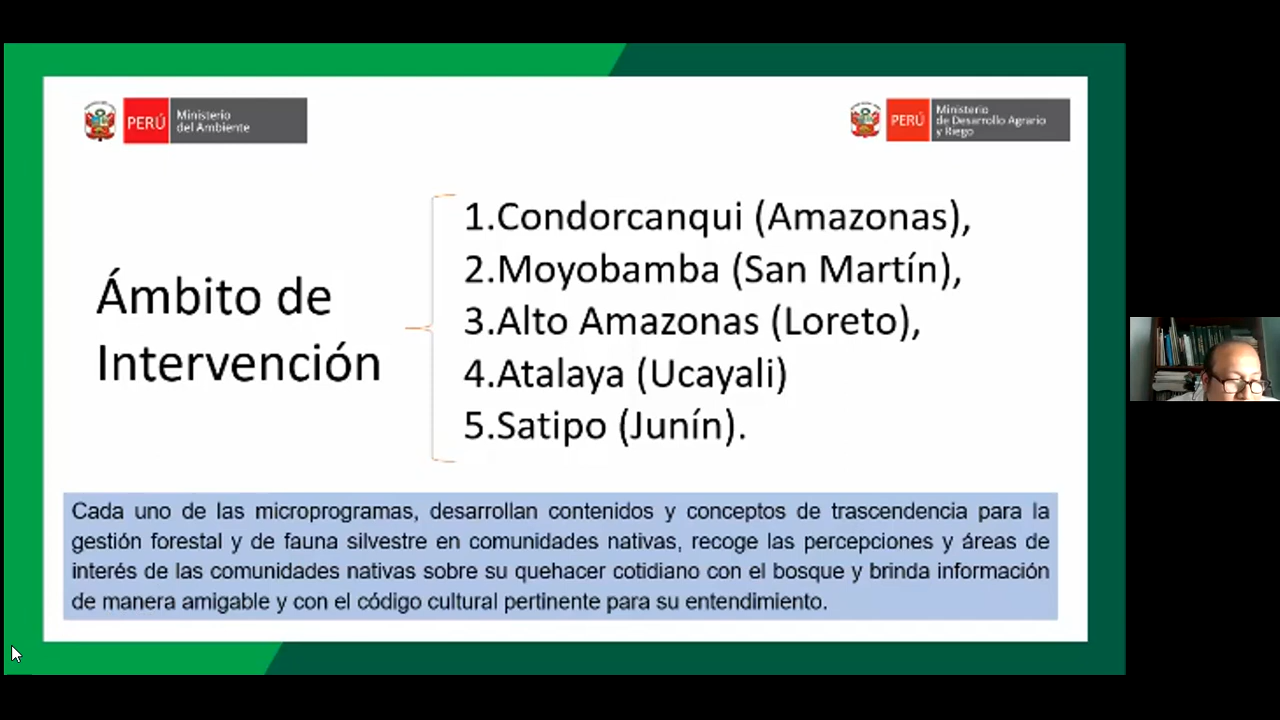 PERÚ
Ministerio
del Ambiente
PERÚ
Ministerio
de Desarrollo Agrario
y Riego
Ámbito de
Intervención
1.Condorcanqui (Amazonas),
2.Moyobamba (San Martín),
3.Alto Amazonas (Loreto),
4.Atalaya (Ucayali)
5.Satipo (Junín).
Cada uno de las microprogramas, desarrollan contenidos y conceptos de trascendencia para la
gestión forestal y de fauna silvestre en comunidades nativas, recoge las percepciones y áreas de
interés de las comunidades nativas sobre su quehacer cotidiano con el bosque y brinda información
de manera amigable y con el código cultural pertinente para su entendimiento.